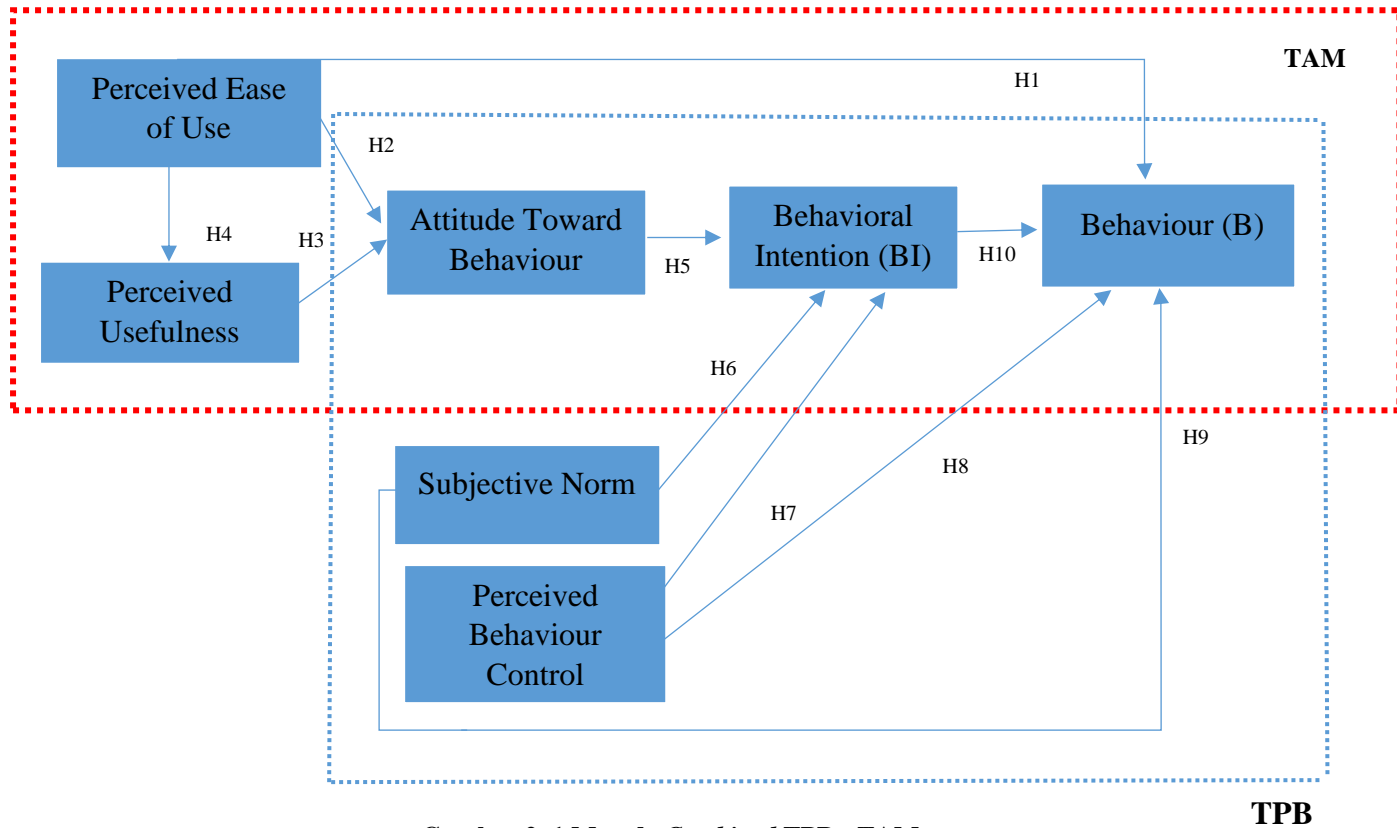 TAM
Perceived Ease
of Use
H1
H2
Attitude Toward
Behaviour
Behavioral
Intention (BI)
Behaviour (B)
H4
H3
H5
H10
Perceived
Usefulness
H6
Subjective Norm
H9
H8
H7
Perceived
Behaviour
Control
TPB